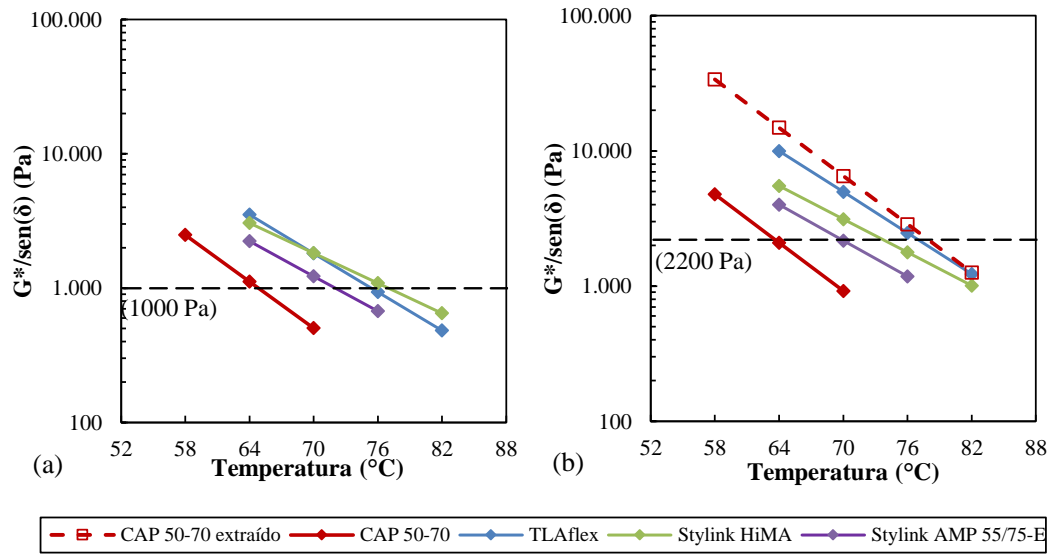 100.000
10.000
1.000
100
G*/sen(δ) (Pa)
(1000 Pa)
52 58 64 70 76 82 88
(a)
Temperatura (°C)
100.000
10.000
1.000
100
G*/sen(δ) (Pa)
(2200 Pa)
52 58 64 70 76 82 88
(b)
Temperatura (°C)
CAP 50-70 extraído CAP 50-70 TLAflex Stylink HiMA Stylink AMP 55/75-E